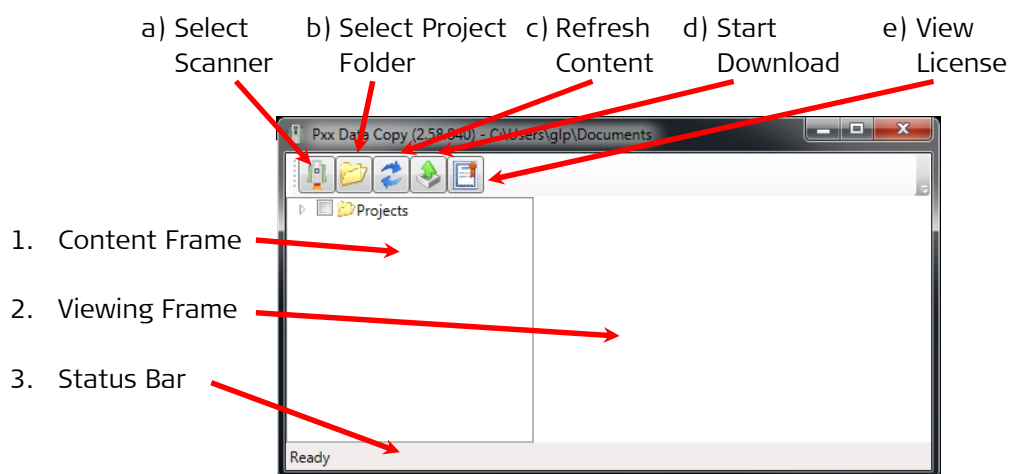 a) Select Scanner
b) Select Project Folder
c) Refresh Content
d) Start Download
e) View License
Pxx Data Copy (2.58.840) - C:\Users\glp\Documents
Projects
1. Content Frame
2. Viewing Frame
3. Status Bar
Ready